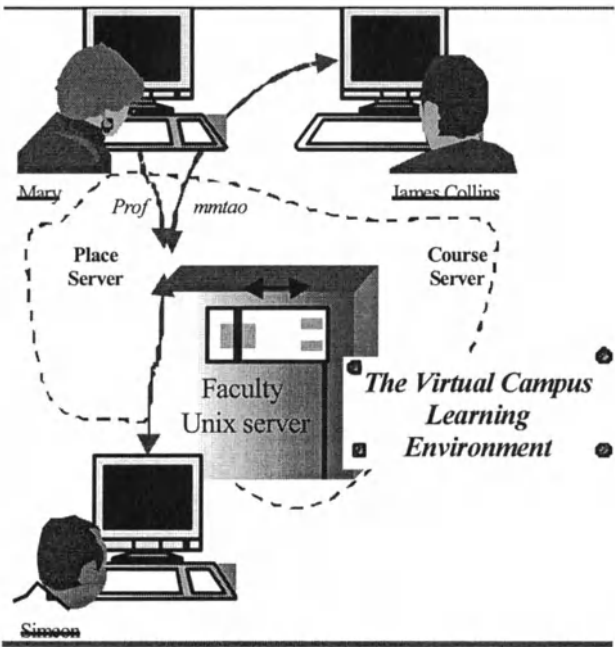 Mary
James Collins
Prof
mmtao
Place
Server
Course
Server
Faculty
Unix server
The Virtual Campus
Learning
Environment
Simeon